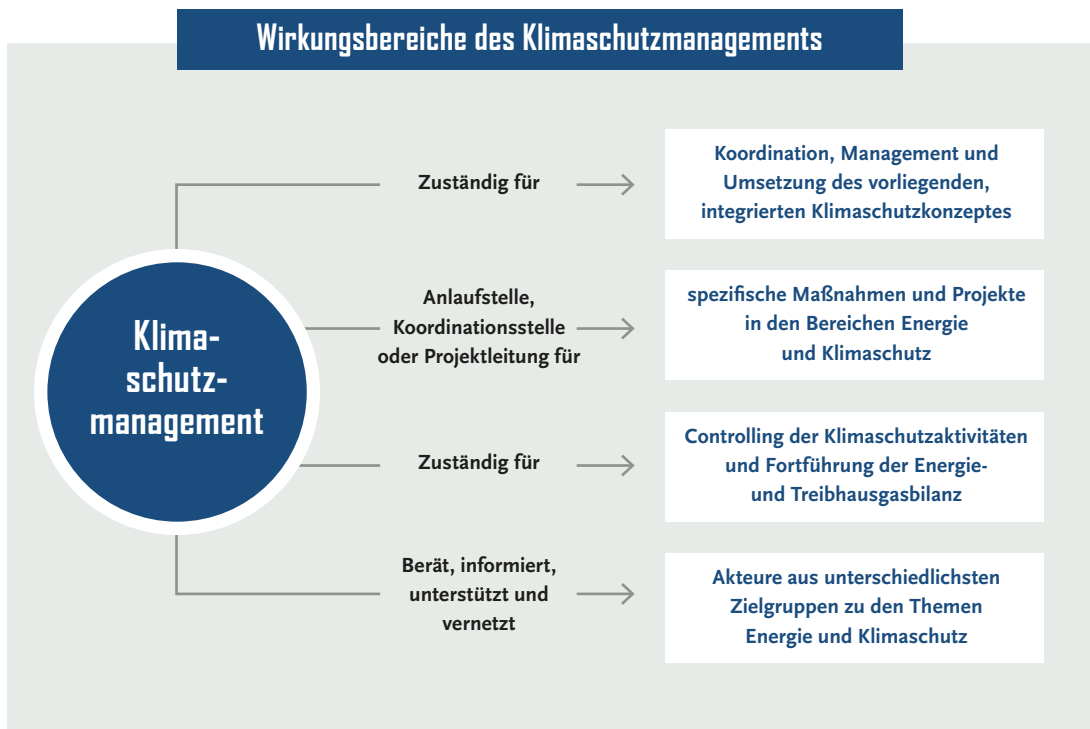 Wirkungsbereiche des Klimaschutzmanagements
Klima-
schutz-
management
Zuständig für
Koordination, Management und
Umsetzung des vorliegenden,
integrierten Klimaschutzkonzeptes
Anlaufstelle,
Koordinationsstelle
oder Projektleitung für
spezifische Maßnahmen und Projekte
in den Bereichen Energie
und Klimaschutz
Zuständig für
Controlling der Klimaschutzaktivitäten
und Fortführung der Energie-
und Treibhausgasbilanz
Berät, informiert,
unterstützt und
vernetzt
Akteure aus unterschiedlichsten
Zielgruppen zu den Themen
Energie und Klimaschutz